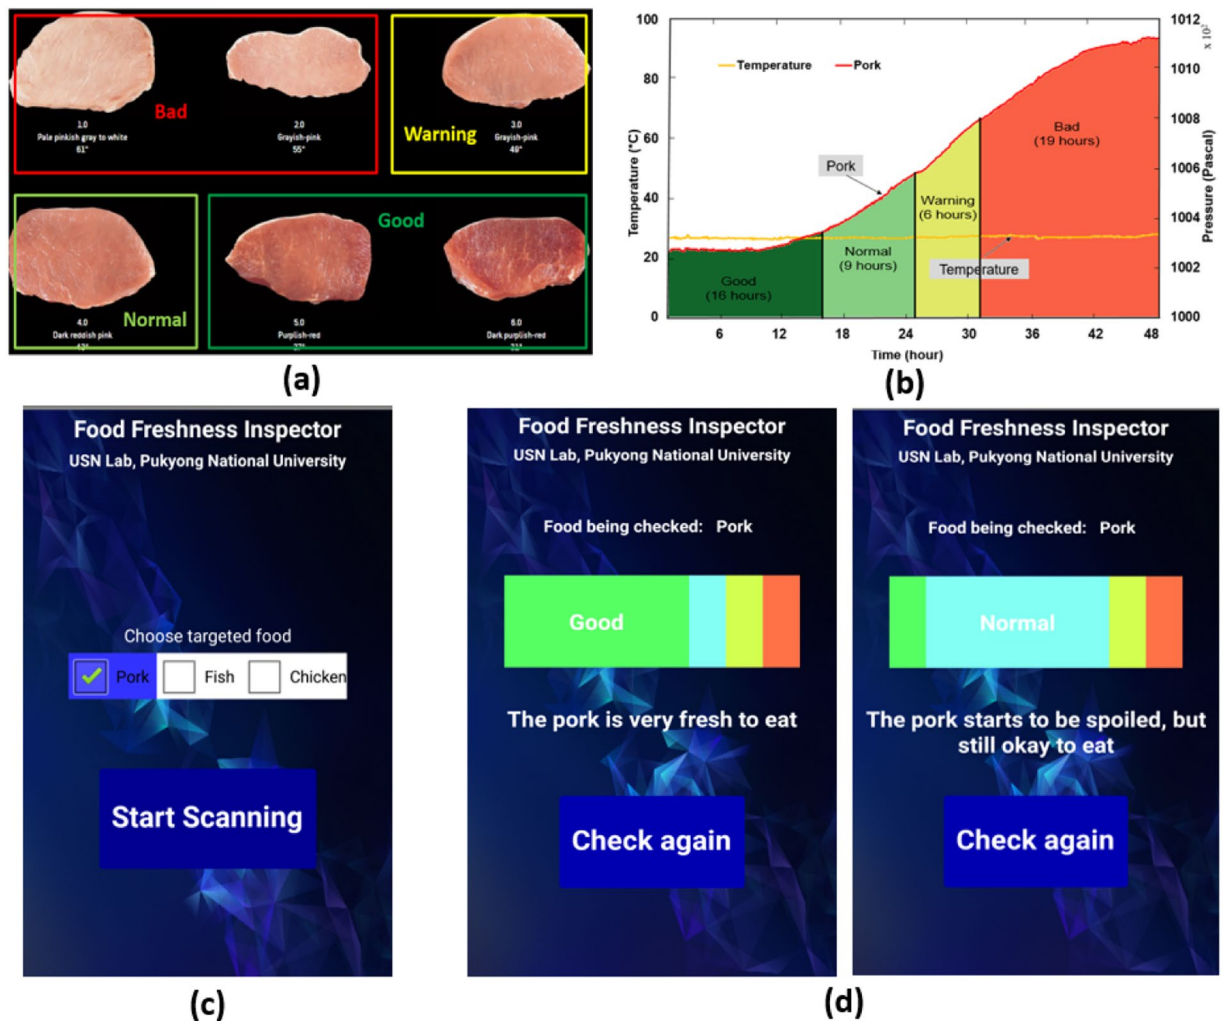 Bad
1.0
Pale pinkish gray to white
61°
2.0
Grayish-pink
55°
Warning
3.0
Grayish-pink
49°
Normal
4.0
Dark reddish pink
Good
5.0
Purplish-red
6.0
Dark purplish-red
(a)
100
80
60
40
20
0
Temperature (°C)
Temperature
Pork
Pork
Good
(16 hours)
Normal
(9 hours)
Warning
(6 hours)
Bad
(19 hours)
Temperature
6
12
18
24
30
36
42
48
Time (hour)
x 10²
1012
1010
1008
1006
1004
1002
1000
Pressure (Pascal)
(b)
Food Freshness Inspector
USN Lab, Pukyong National University
Choose targeted food
Pork Fish Chicken
Start Scanning
(c)
Food Freshness Inspector
USN Lab, Pukyong National University
Food being checked: Pork
Good
The pork is very fresh to eat
Check again
Food Freshness Inspector
USN Lab, Pukyong National University
Food being checked: Pork
Normal
The pork starts to be spoiled, but
still okay to eat
Check again
(d)